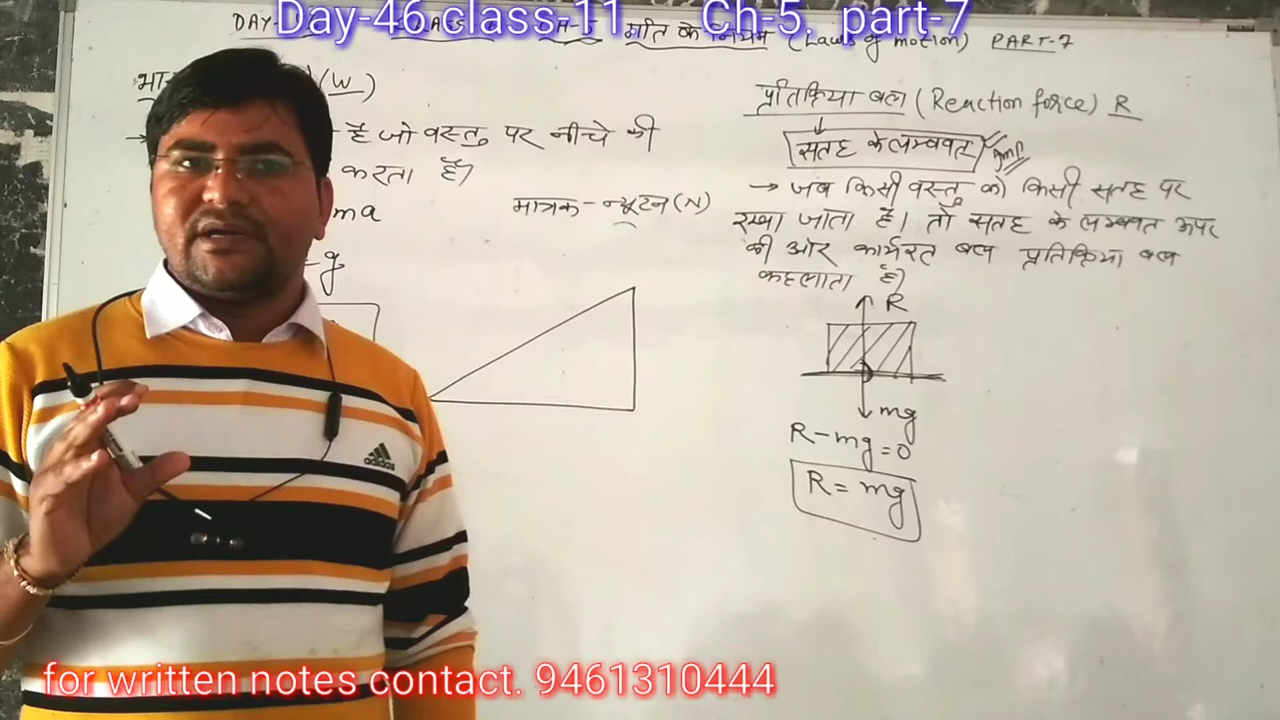 Day-46 class-11 Ch-5. part-7
DAY- गति के नियम (Laws of motion) PART-7
(W)
→ है जो वस्तु पर नीचे की
करता है।
ma
मात्रक-न्यूटन(N)
g
प्रतिक्रिया बल (Reaction force) R
सतह के लम्बवत Imp
→ जब किसी वस्तु को किसी सतह पर
रखा जाता है। तो सतह के लम्बवत ऊपर
की ओर कार्यरत बल प्रतिक्रिया बल
कहलाता है।
R
mg
R-mg=0
R=mg
adidas
for written notes contact. 9461310444